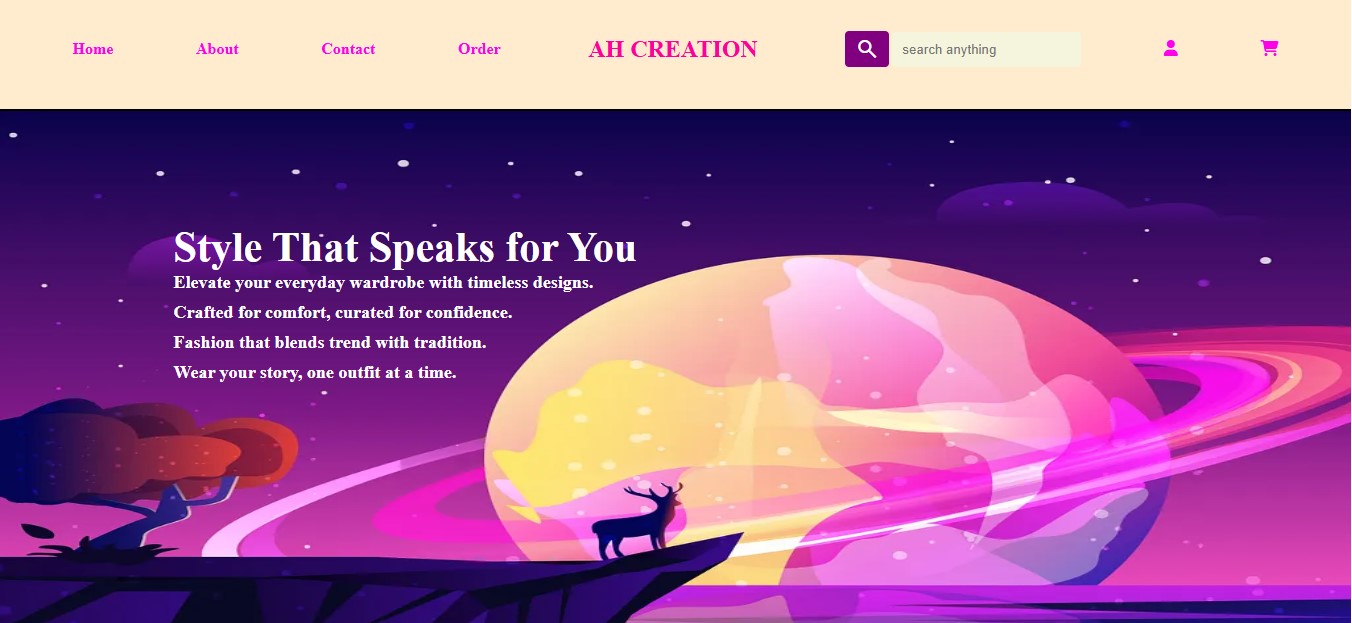 Home About Contact Order AH CREATION search anything
Style That Speaks for You
Elevate your everyday wardrobe with timeless designs.
Crafted for comfort, curated for confidence.
Fashion that blends trend with tradition.
Wear your story, one outfit at a time.